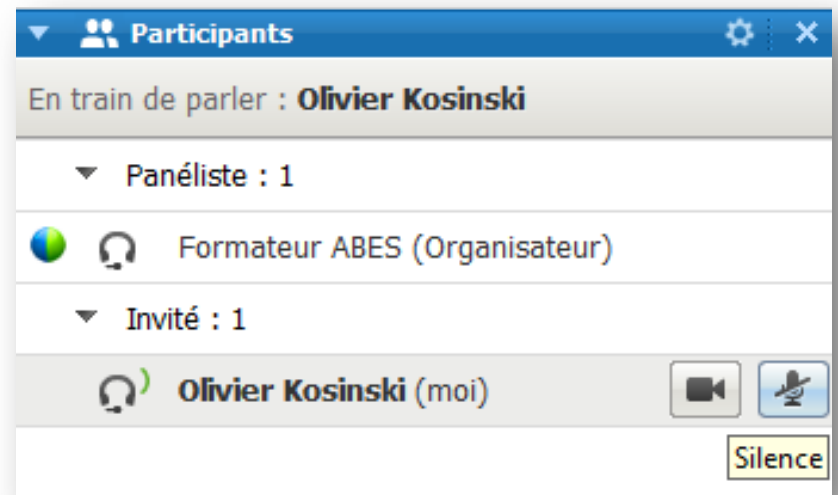 Participants
En train de parler : Olivier Kosinski
Panéliste : 1
Formateur ABES (Organisateur)
Invité : 1
Olivier Kosinski (moi)
Silence